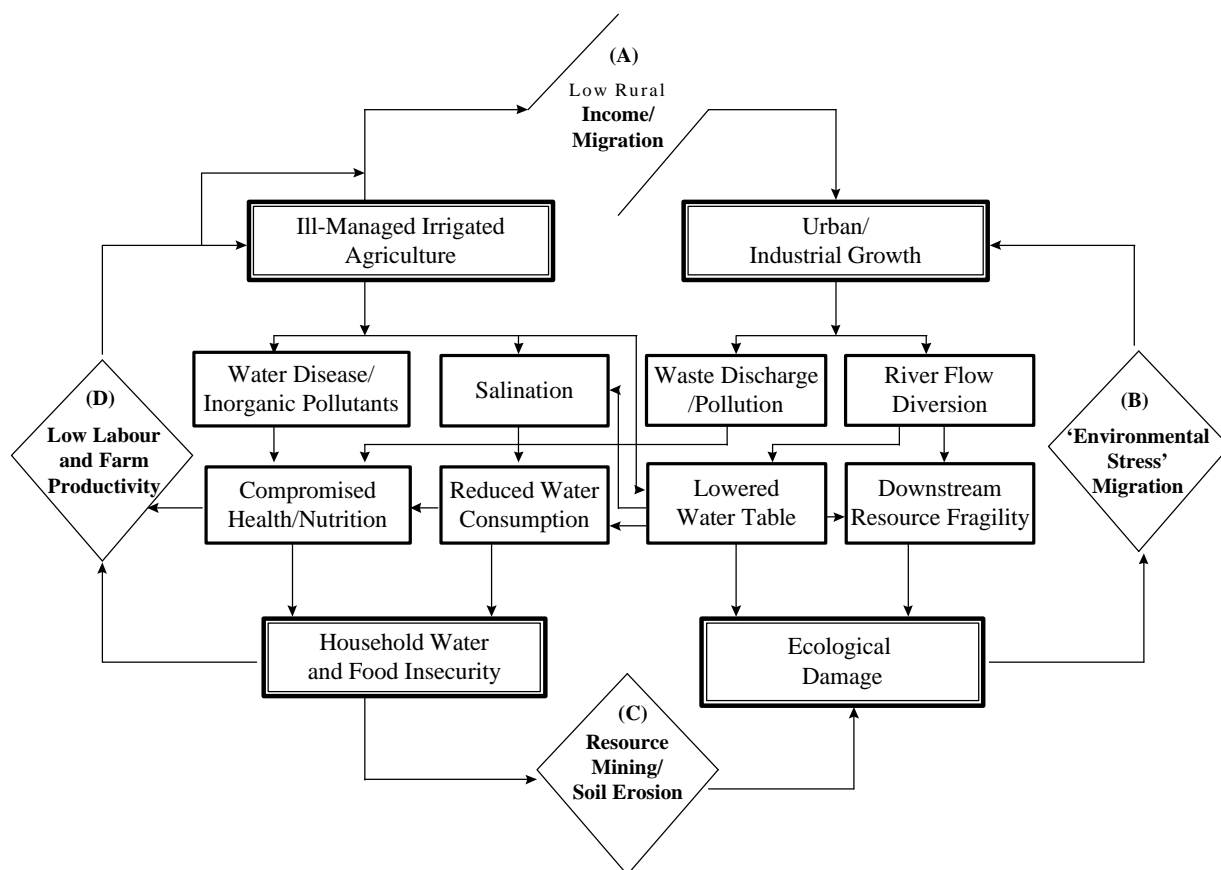 (A)
Low Rural
Income/
Migration
Ill-Managed Irrigated
Agriculture
Urban/
Industrial Growth
Water Disease/
Inorganic Pollutants
Salination
Waste Discharge
/Pollution
River Flow
Diversion
(D)
Low Labour
and Farm
Productivity
(B)
‘Environmental
Stress’
Migration
Compromised
Health/Nutrition
Reduced Water
Consumption
Lowered
Water Table
Downstream
Resource Fragility
Household Water
and Food Insecurity
Ecological
Damage
(C)
Resource
Mining/
Soil Erosion